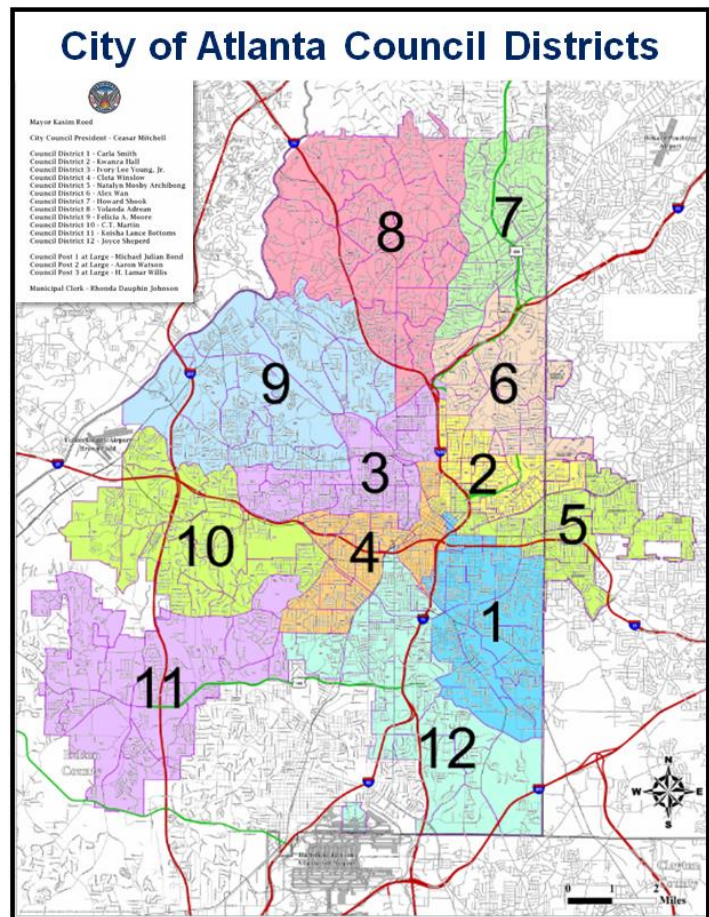 City of Atlanta Council Districts
Mayor Kasim Reed
City Council President - Ceasar Mitchell
Council District 1 - Carla Smith
Council District 2 - Kwanza Hall
Council District 3 - Ivory Lee Young, Jr.
Council District 4 - Cleta Winslow
Council District 5 - Natalyn Mosby Archibong
Council District 6 - Alex Wan
Council District 7 - Howard Shook
Council District 8 - Yolanda Adrean
Council District 9 - Felicia A. Moore
Council District 10 - C.T. Martin
Council District 11 - Keisha Lance Bottoms
Council District 12 - Joyce Sheperd
Council Post 1 at Large - Michael Julian Bond
Council Post 2 at Large - Aaron Watson
Council Post 3 at Large - H. Lamar Willis
Municipal Clerk - Rhonda Dauphin Johnson
Airport
7
8
9
6
3
2
5
10
4
1
11
12
County
N
W
E
S
Clayton
County
0 1 2
Miles